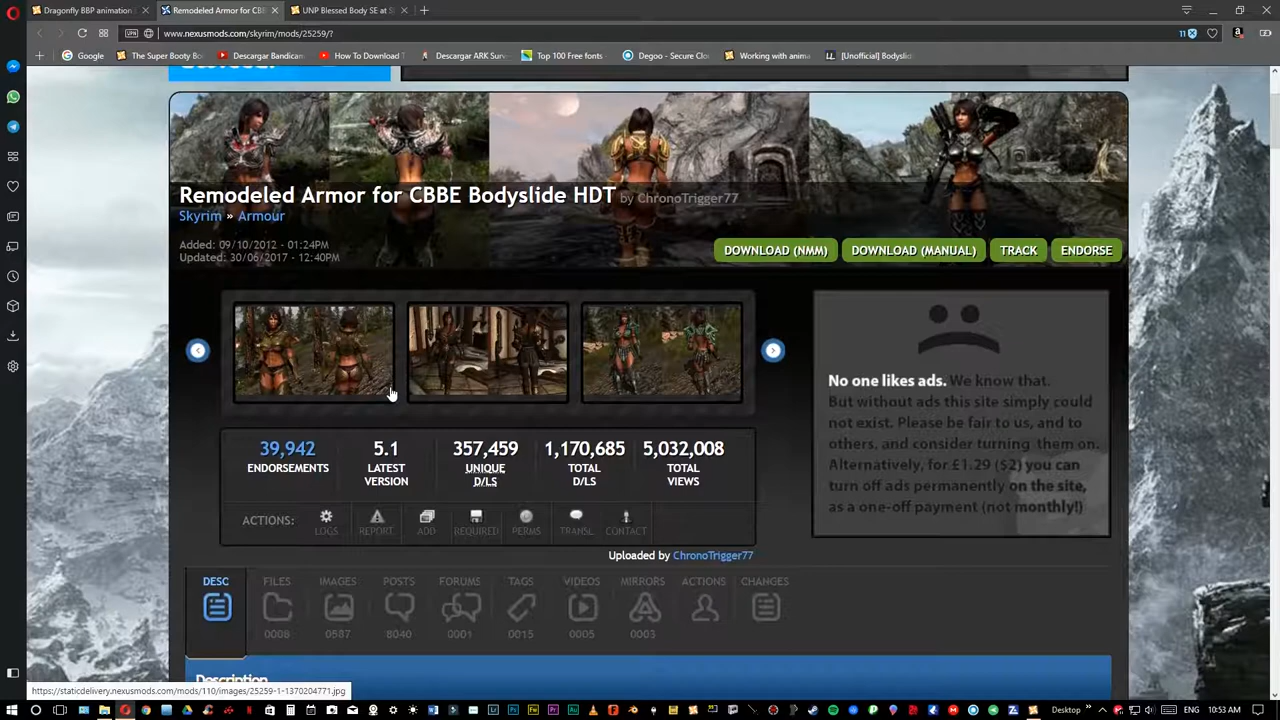 Dragonfly BBP animation
Remodeled Armor for CBB
UNP Blessed Body SE at S
www.nexusmods.com/skyrim/mods/25259/?
11
Google
The Super Booty Bod
Descargar Bandicam
How To Download T
Descargar ARK Surv
Top 100 Free fonts
Degoo - Secure Clo
Working with anima
[Unofficial] Bodyslid
Remodeled Armor for CBBE Bodyslide HDT by ChronoTrigger77
Skyrim » Armour
Added: 09/10/2012 - 01:24PM
Updated: 30/06/2017 - 12:40PM
DOWNLOAD (NMM)
DOWNLOAD (MANUAL)
TRACK
ENDORSE
No one likes ads. We know that.
But without ads this site simply could
not exist. Please be fair to us, and to
others, and consider turning them on.
Alternatively, for £1.29 ($2) you can
turn off ads permanently on the site,
as a one-off payment (not monthly!)
39,942
ENDORSEMENTS
5.1
LATEST
VERSION
357,459
UNIQUE
D/LS
1,170,685
TOTAL
D/LS
5,032,008
TOTAL
VIEWS
ACTIONS:
LOGS
REPORT
ADD
REQUIRED
PERMS
TRANSL
CONTACT
Uploaded by ChronoTrigger77
DESC
FILES
0008
IMAGES
0587
POSTS
8040
FORUMS
0001
TAGS
0015
VIDEOS
0005
MIRRORS
0003
ACTIONS
CHANGES
Description
https://staticdelivery.nexusmods.com/mods/110/images/25259-1-1370204771.jpg
Desktop
10:53 AM